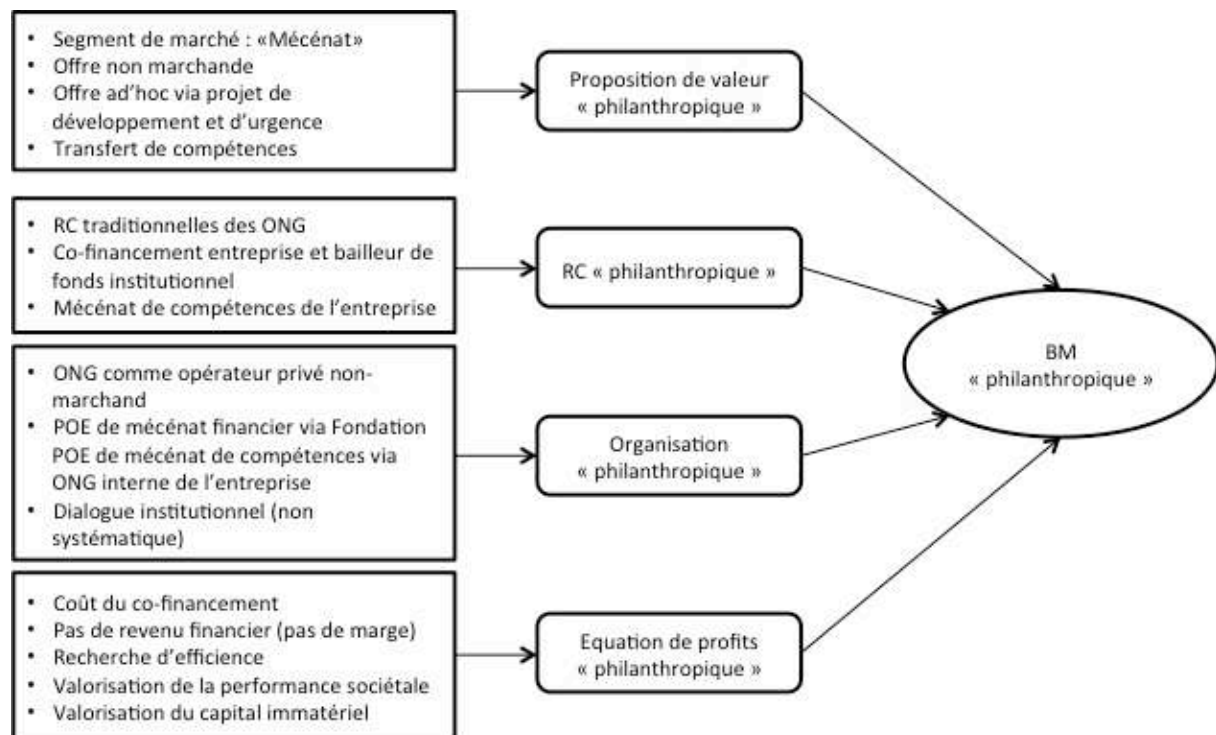 • Segment de marché : «Mécénat»
• Offre non marchande
• Offre ad’hoc via projet de
développement et d’urgence
• Transfert de compétences
Proposition de valeur
« philanthropique »
• RC traditionnelles des ONG
• Co-financement entreprise et bailleur de
fonds institutionnel
• Mécénat de compétences de l’entreprise
RC « philanthropique »
BM
« philanthropique »
• ONG comme opérateur privé non-
marchand
• POE de mécénat financier via Fondation
POE de mécénat de compétences via
ONG interne de l’entreprise
• Dialogue institutionnel (non
systématique)
Organisation
« philanthropique »
• Coût du co-financement
• Pas de revenu financier (pas de marge)
• Recherche d’efficience
• Valorisation de la performance sociétale
• Valorisation du capital immatériel
Equation de profits
« philanthropique »